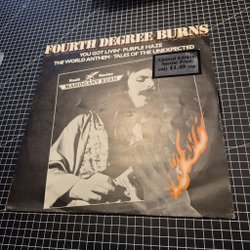 FOURTH DEGREE BURNS
YOU GOT LIVIN' · PURPLE HAZE
THE WORLD ANTHEM · TALES OF THE UNEXPECTED
Frank Marino
MAHOGANY RUSH